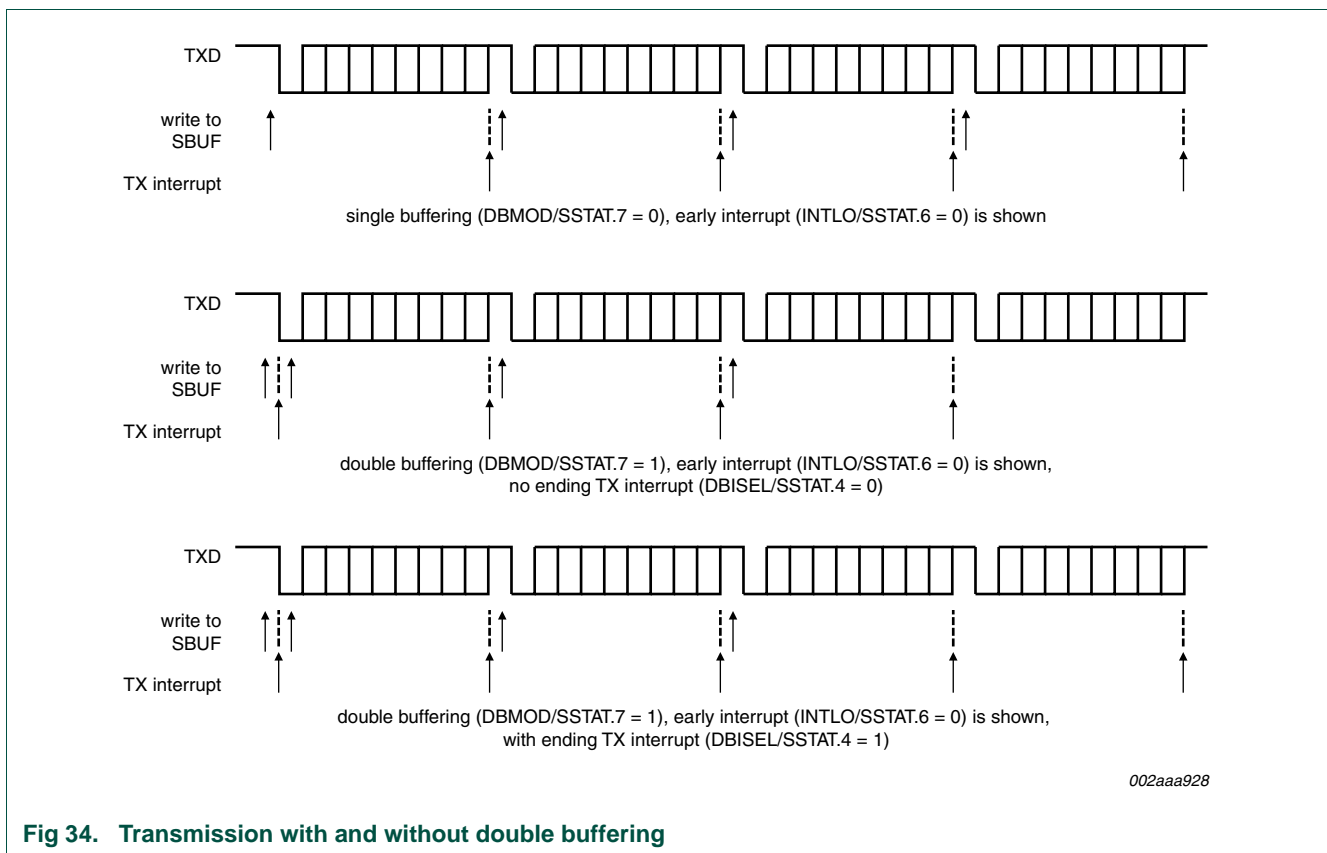 TXD
write to
SBUF
TX interrupt
single buffering (DBMOD/SSTAT.7 = 0), early interrupt (INTLO/SSTAT.6 = 0) is shown
TXD
write to
SBUF
TX interrupt
double buffering (DBMOD/SSTAT.7 = 1), early interrupt (INTLO/SSTAT.6 = 0) is shown,
no ending TX interrupt (DBISEL/SSTAT.4 = 0)
TXD
write to
SBUF
TX interrupt
double buffering (DBMOD/SSTAT.7 = 1), early interrupt (INTLO/SSTAT.6 = 0) is shown,
with ending TX interrupt (DBISEL/SSTAT.4 = 1)
002aaa928
Fig 34. Transmission with and without double buffering